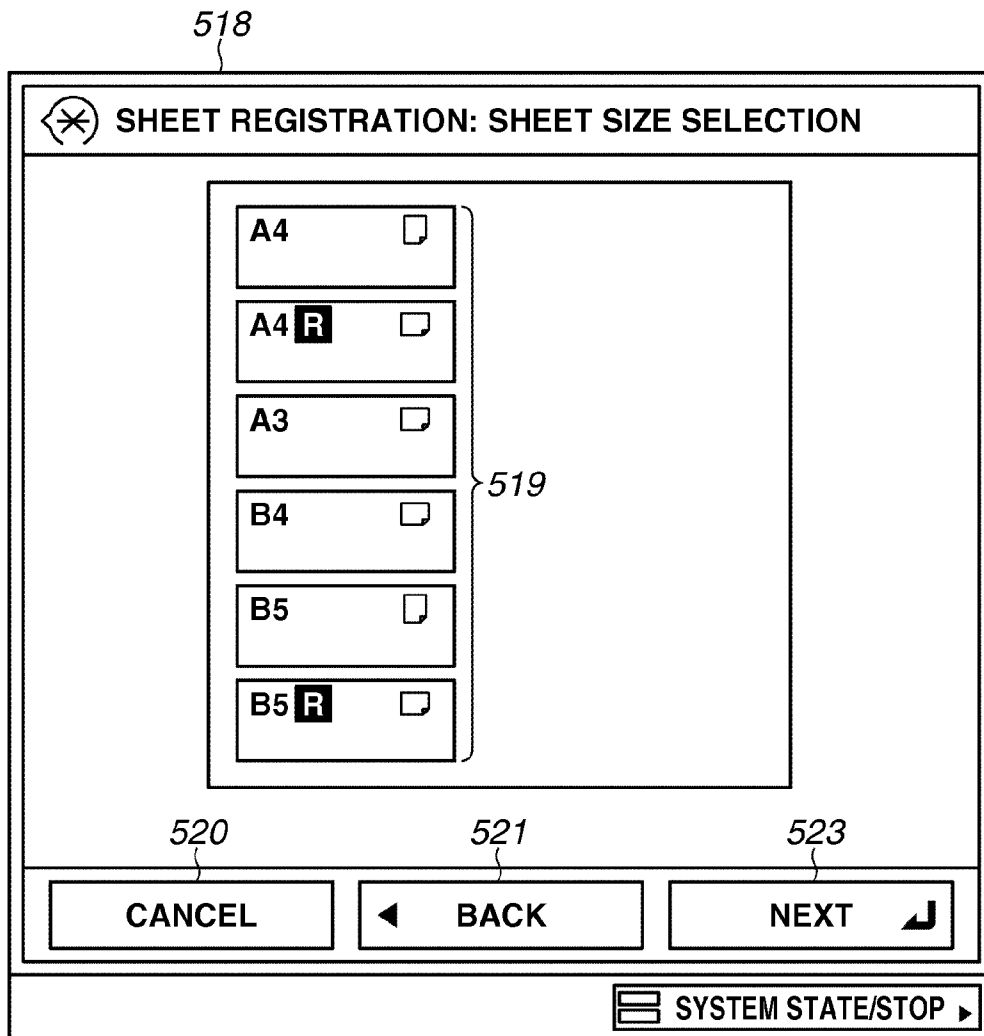 518
SHEET REGISTRATION: SHEET SIZE SELECTION
A4
A4 R
A3
519
B4
B5
B5 R
520 521 523
CANCEL BACK NEXT
SYSTEM STATE/STOP